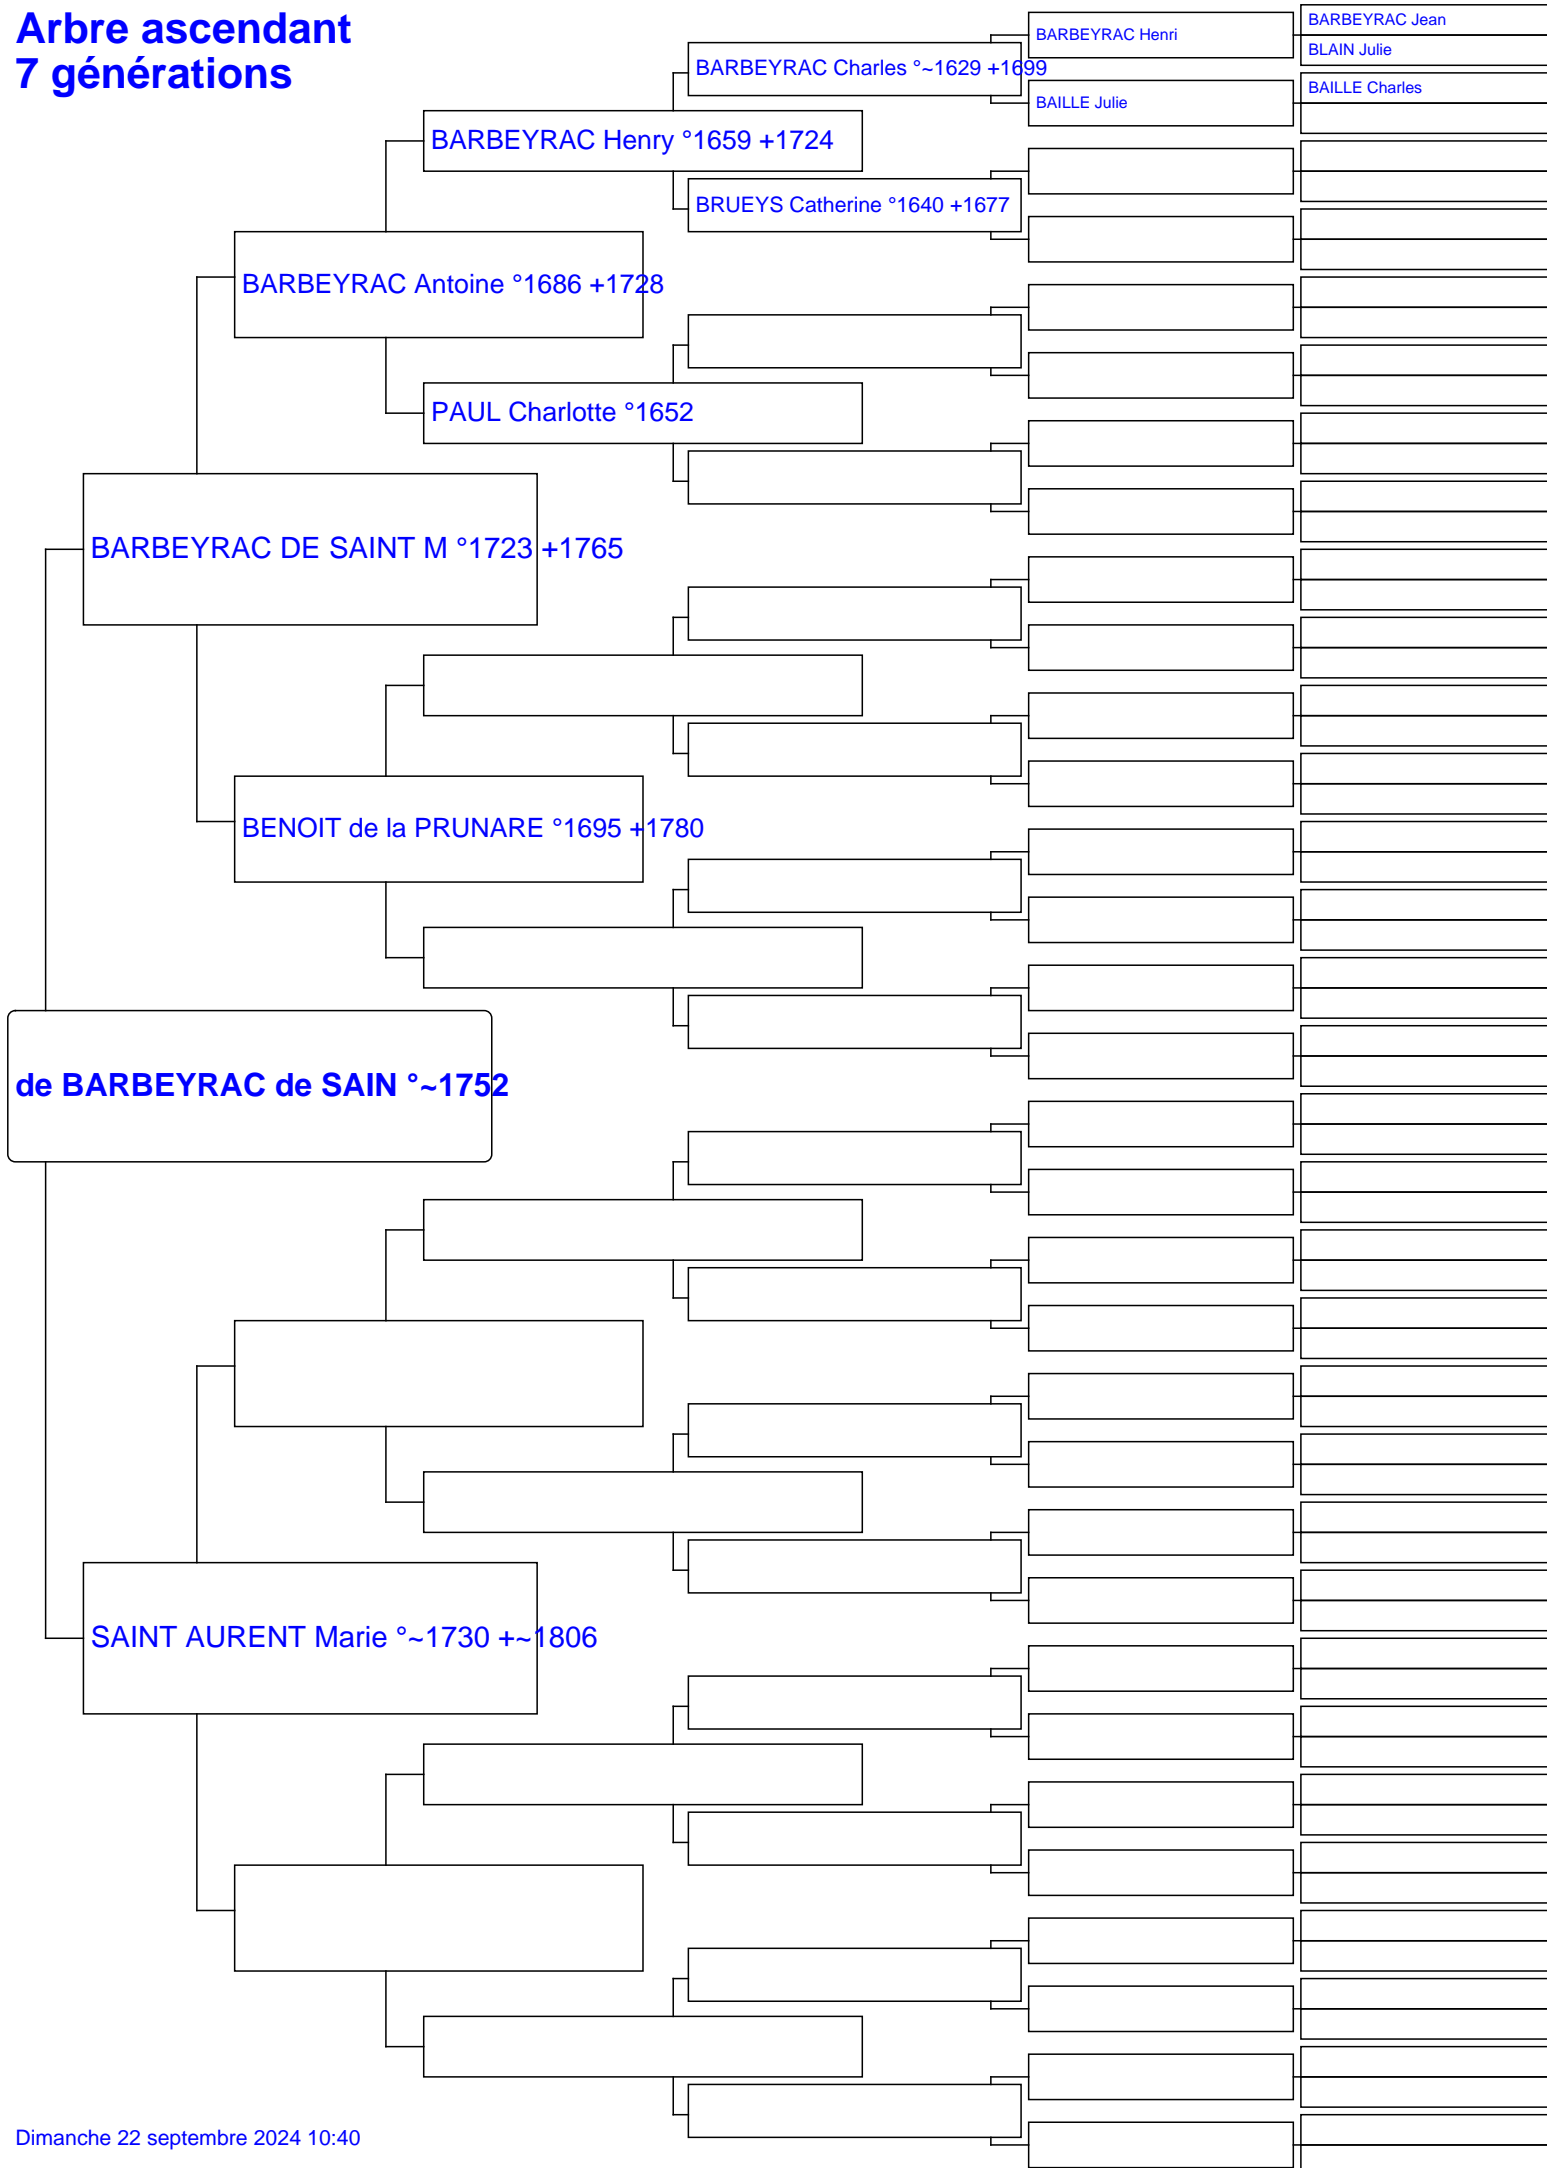 Arbre ascendant
7 générations
BARBEYRAC Jean
BARBEYRAC Henri
BLAIN Julie
BARBEYRAC Charles °~1629 +1699
BAILLE Charles
BAILLE Julie
BARBEYRAC Henry °1659 +1724
BRUEYS Catherine °1640 +1677
BARBEYRAC Antoine °1686 +1728
PAUL Charlotte °1652
BARBEYRAC DE SAINT M °1723 +1765
BENOIT de la PRUNARE °1695 +1780
de BARBEYRAC de SAIN °~1752
SAINT AURENT Marie °~1730 +~1806
Dimanche 22 septembre 2024 10:40